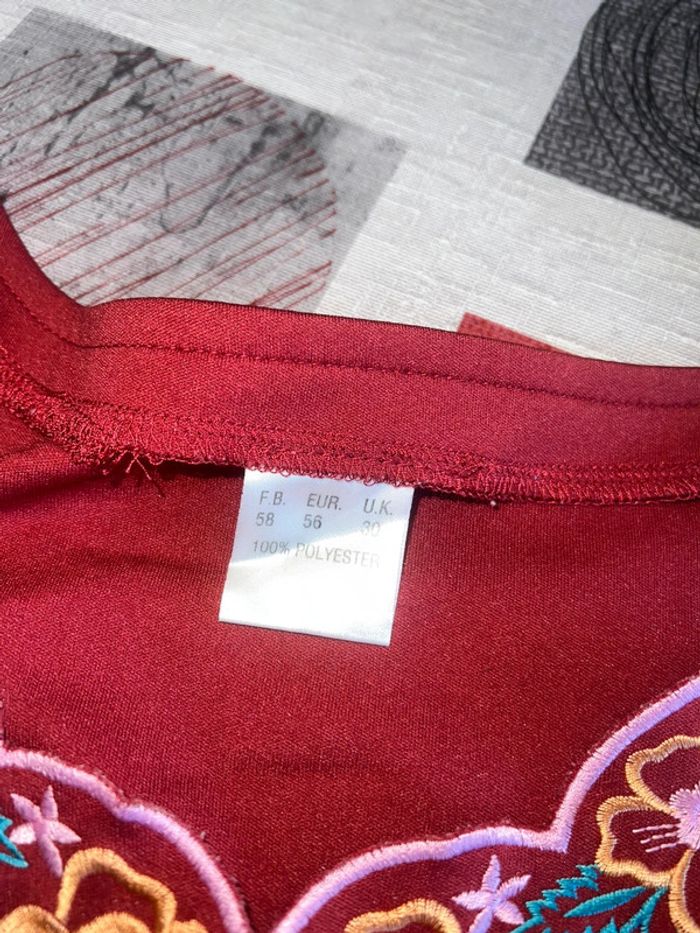 F.B. EUR. U.K.
58 56 30
100% POLYESTER